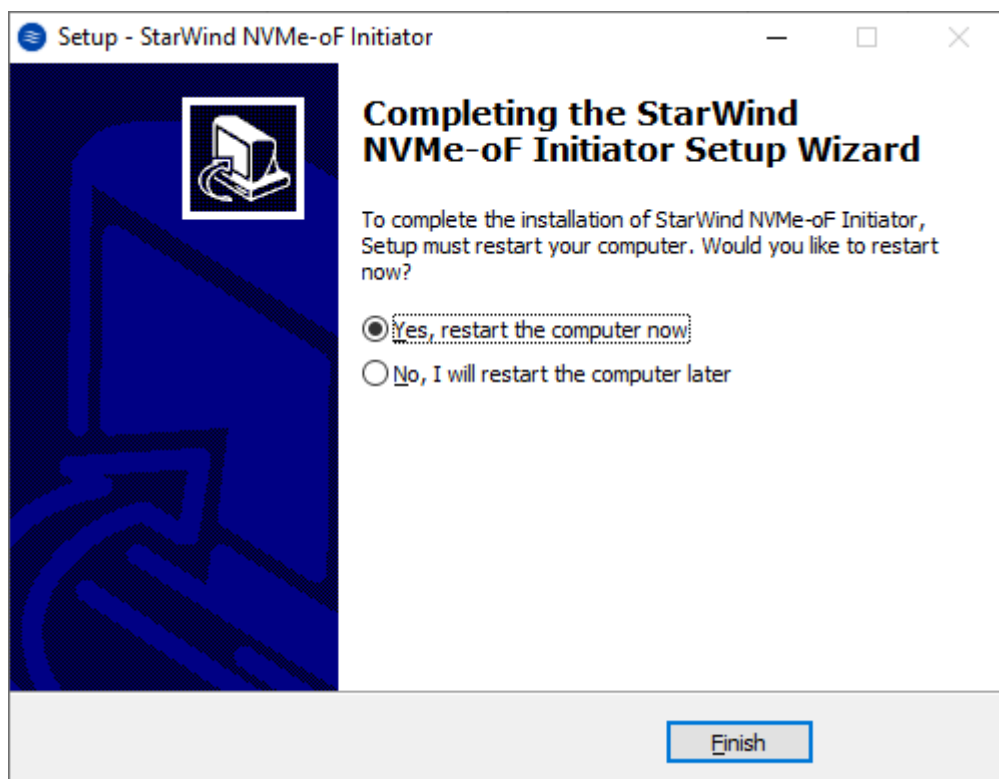 Setup - StarWind NVMe-oF Initiator
Completing the StarWind
NVMe-oF Initiator Setup Wizard
To complete the installation of StarWind NVMe-oF Initiator,
Setup must restart your computer. Would you like to restart
now?
Yes, restart the computer now
No, I will restart the computer later
Finish